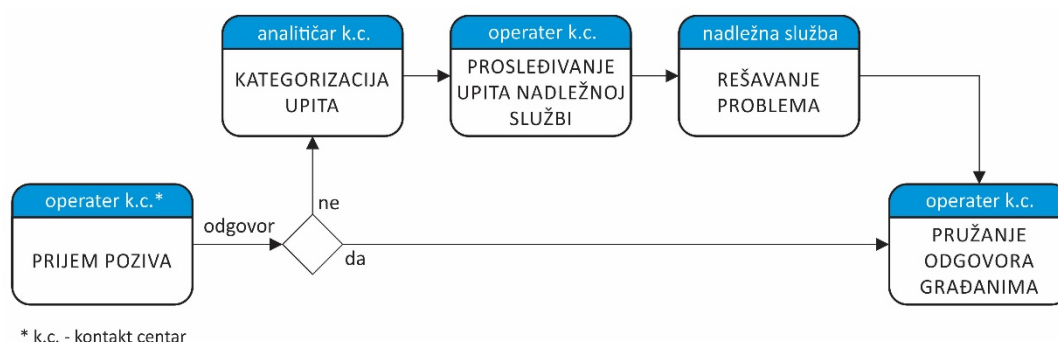 analitičar k.c.
KATEGORIZACIJA
UPITA
operater k.c.
PROSLEĐIVANJE
UPITA NADLEŽNOJ
SLUŽBI
nadležna služba
REŠAVANJE
PROBLEMA
operater k.c.*
PRIJEM POZIVA
odgovor
ne
da
operater k.c.
PRUŽANJE
ODGOVORA
GRAĐANIMA
* k.c. - kontakt centar